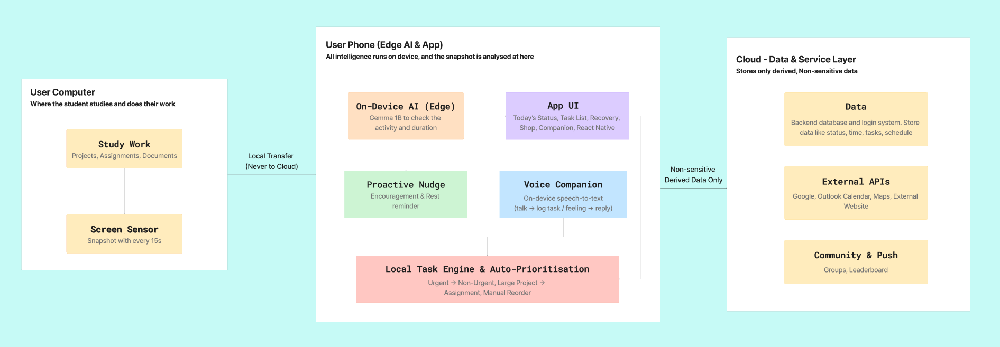 User Computer
Where the student studies and does their work
Study Work
Projects, Assignments, Documents
Screen Sensor
Snapshot with every 15s
Local Transfer
(Never to Cloud)
User Phone (Edge AI & App)
All intelligence runs on device, and the snapshot is analysed at here
On-Device AI (Edge)
Gemma 1B to check the
activity and duration
App UI
Today's Status, Task List, Recovery,
Shop, Companion, React Native
Proactive Nudge
Encouragement & Rest
reminder
Voice Companion
On-device speech-to-text
(talk → log task / feeling → reply)
Local Task Engine & Auto-Prioritisation
Urgent → Non-Urgent, Large Project →
Assignment, Manual Reorder
Non-sensitive
Derived Data Only
Cloud - Data & Service Layer
Stores only derived, Non-sensitive data
Data
Backend database and login system. Store
data like status, time, tasks, schedule
External APIs
Google, Outlook Calendar, Maps, External
Website
Community & Push
Groups, Leaderboard